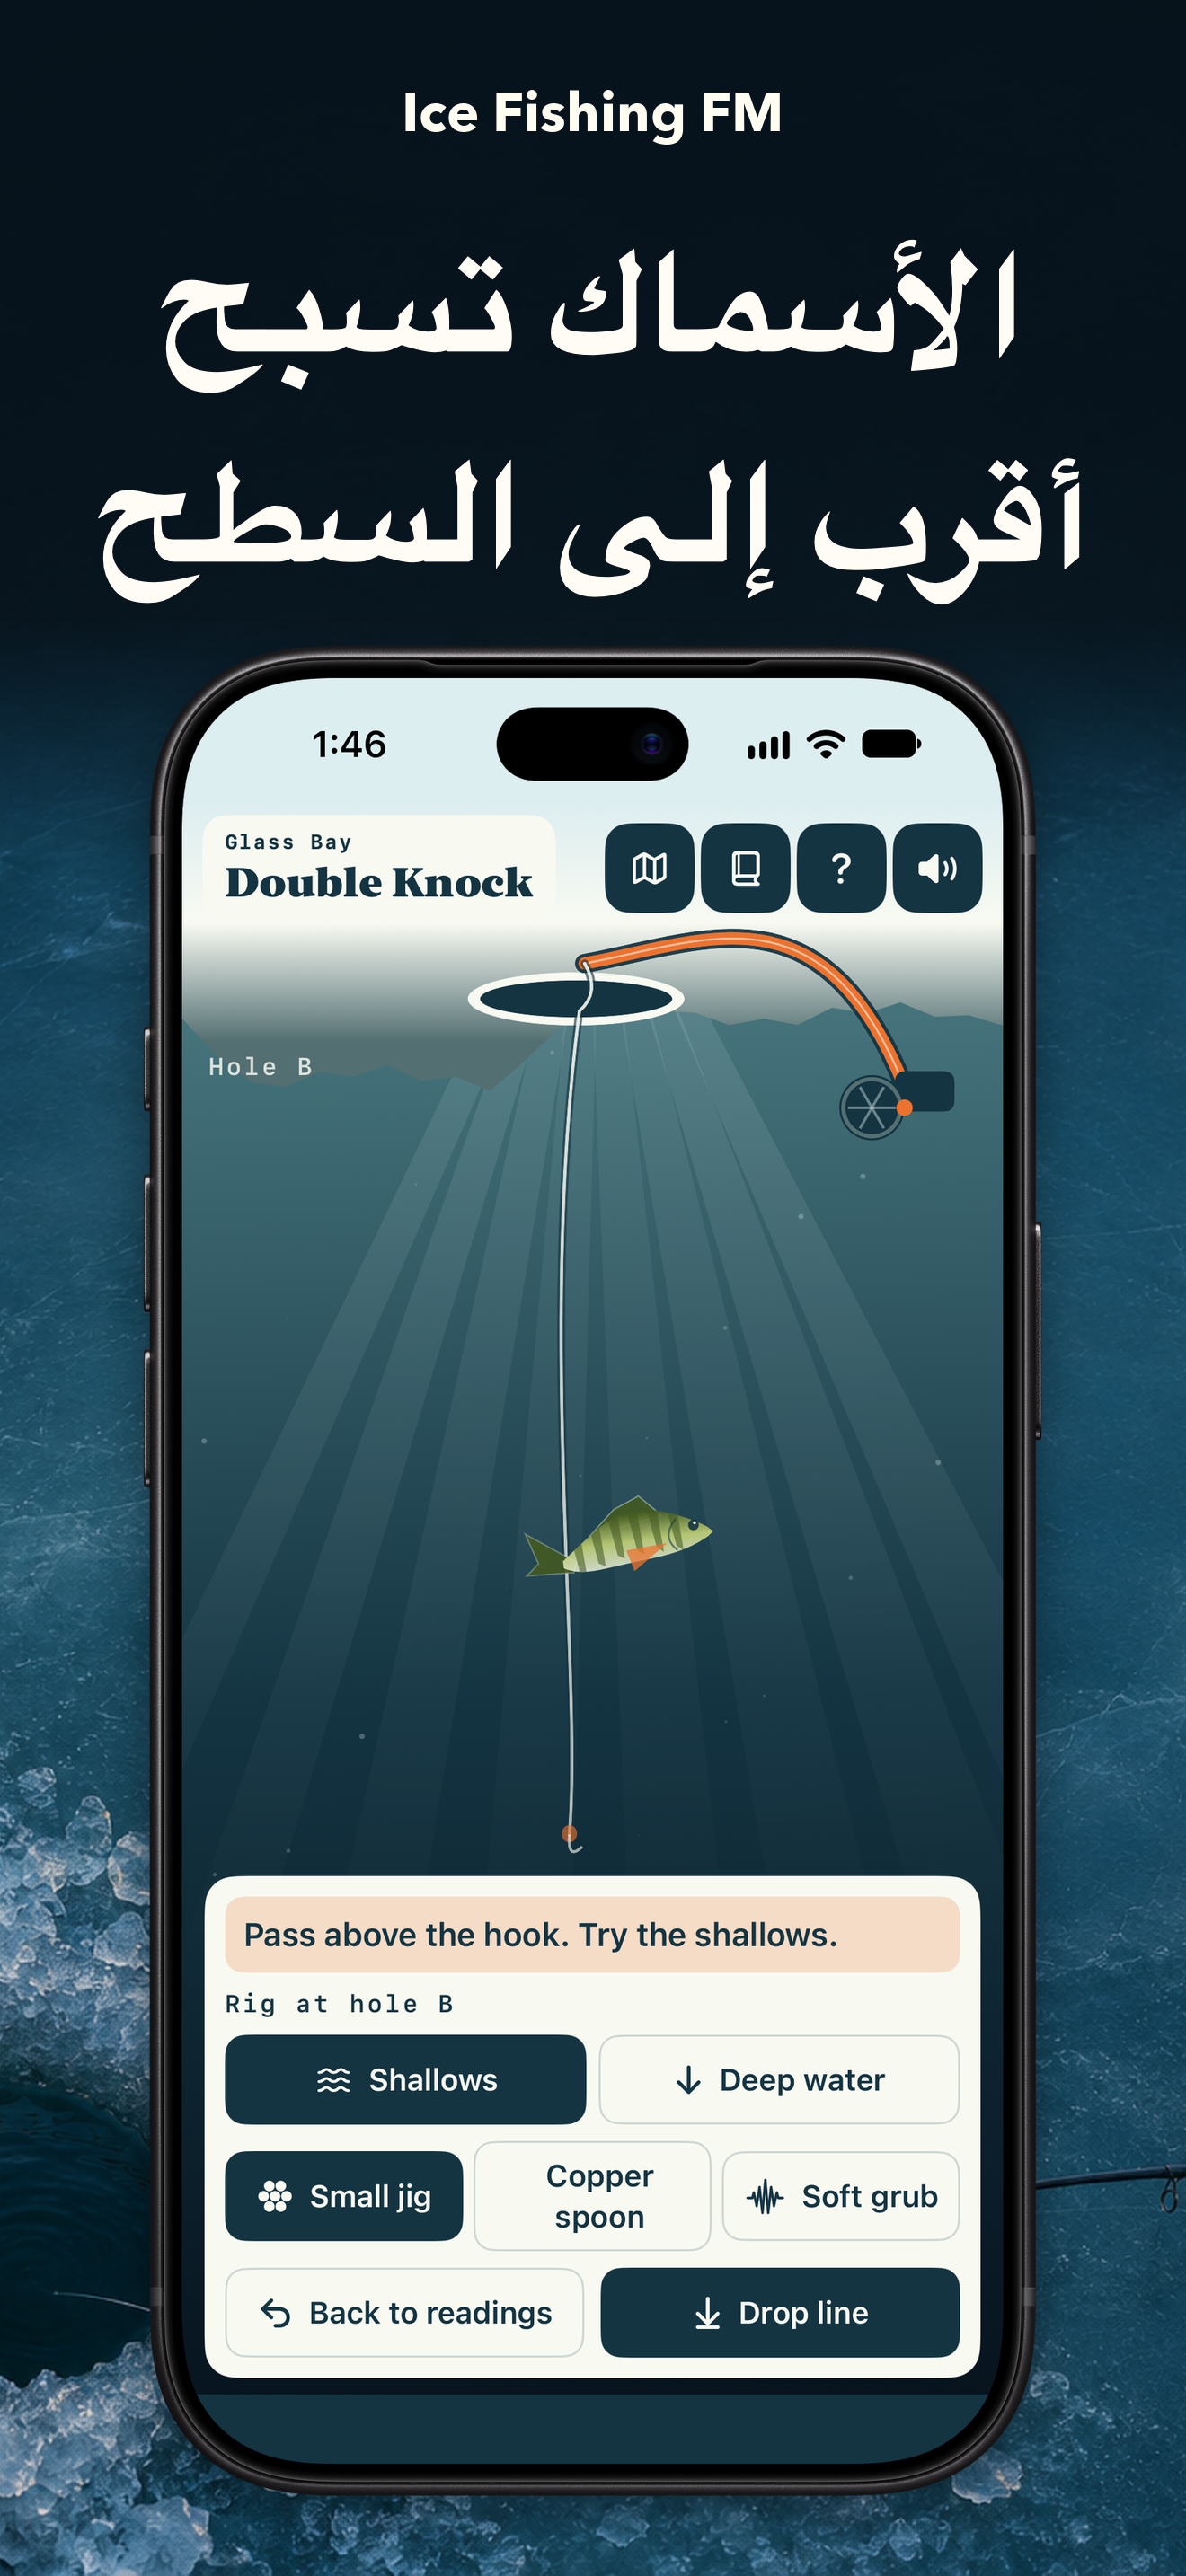 Ice Fishing FM
الأسماك تسبح
أقرب إلى السطح
1:46
Glass Bay
Double Knock
?
Hole B
Pass above the hook. Try the shallows.
Rig at hole B
Shallows
Deep water
Small jig
Copper
spoon
Soft grub
Back to readings
Drop line